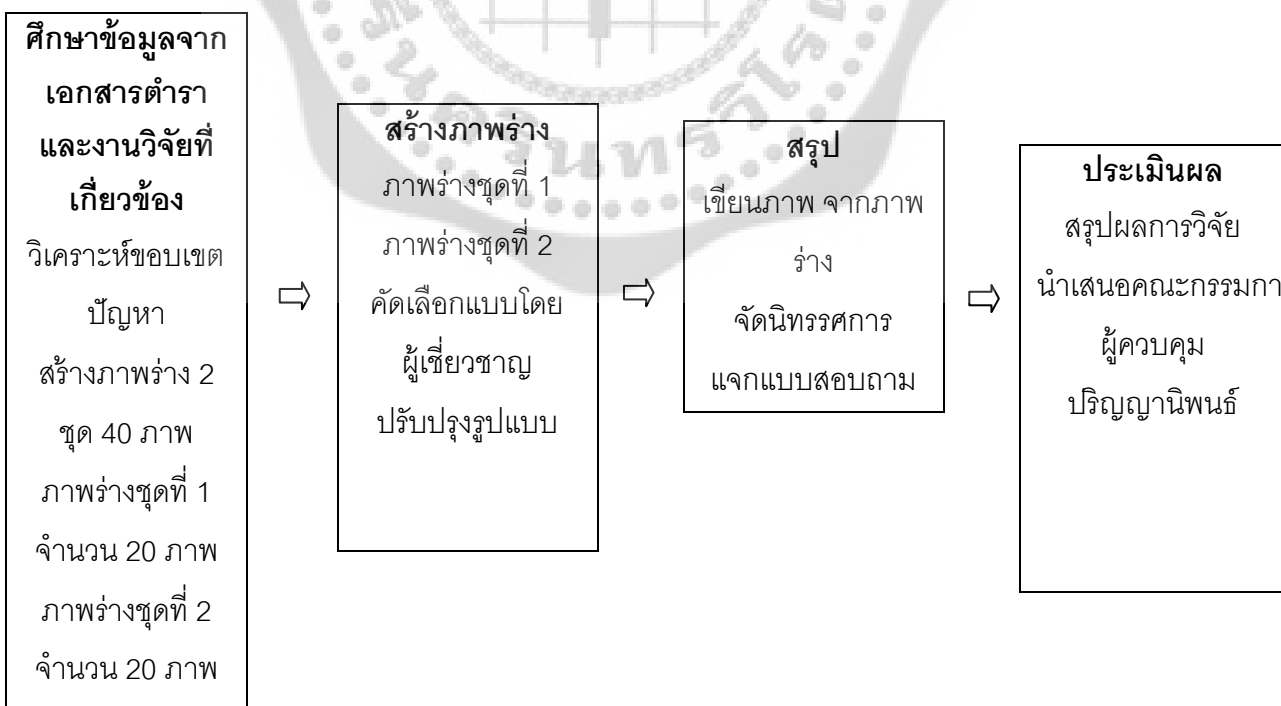 ศึกษาข้อมูลจาก
เอกสารตำรา
และงานวิจัยที่
เกี่ยวข้อง
วิเคราะห์ขอบเขต
ปัญหา
สร้างภาพร่าง 2
ชุด 40 ภาพ
ภาพร่างชุดที่ 1
จำนวน 20 ภาพ
ภาพร่างชุดที่ 2
จำนวน 20 ภาพ
สร้างภาพร่าง
ภาพร่างชุดที่ 1
ภาพร่างชุดที่ 2
คัดเลือกแบบโดย
ผู้เชี่ยวชาญ
ปรับปรุงรูปแบบ
สรุป
เขียนภาพ จากภาพ
ร่าง
จัดนิทรรศการ
แจกแบบสอบถาม
ประเมินผล
สรุปผลการวิจัย
นำเสนอคณะกรรมกา
ผู้ควบคุม
ปริญญานิพนธ์